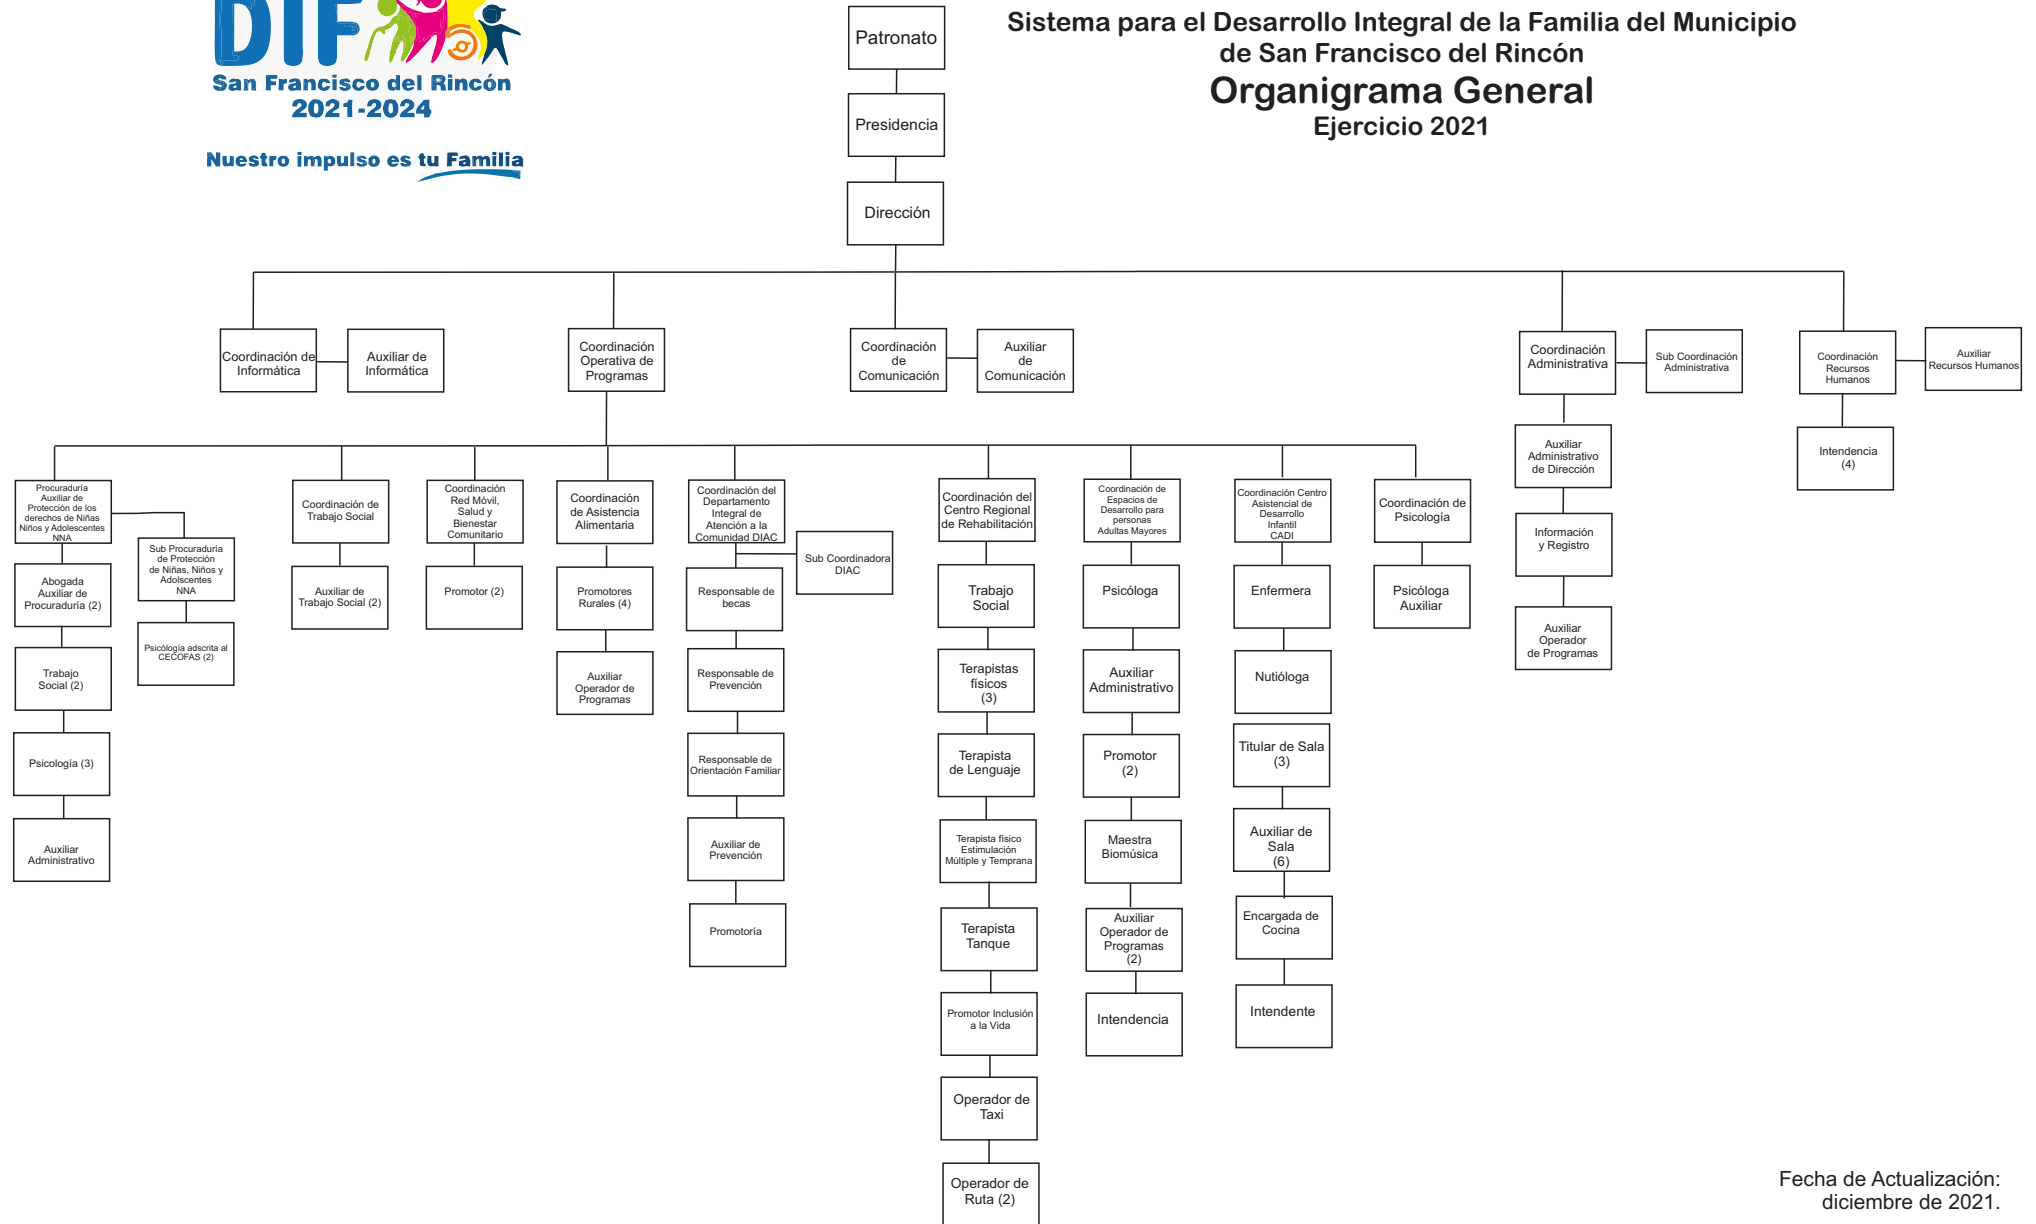 DIF
San Francisco del Rincón
2021-2024
Nuestro impulso es tu Familia
Sistema para el Desarrollo Integral de la Familia del Municipio
de San Francisco del Rincón
Organigrama General
Ejercicio 2021
Patronato
Presidencia
Dirección
Coordinación de
Informática
Auxiliar de
Informática
Coordinación
Operativa de
Programas
Coordinación
de
Comunicación
Auxiliar
de
Comunicación
Coordinación
Administrativa
Sub Coordinación
Administrativa
Coordinación
Recursos
Humanos
Auxiliar
Recursos Humanos
Auxiliar
Administrativo
de Dirección
Información
y Registro
Auxiliar
Operador
de Programas
Intendencia
(4)
Procuraduría
Auxiliar de
Protección de los
derechos de Niñas
Niños y Adolescentes
NNA
Sub Procuraduría
de Protección
de Niñas, Niños y
Adolscentes
NNA
Psicólogía adscrita al
CECOFAS (2)
Abogada
Auxiliar de
Procuraduría (2)
Trabajo
Social (2)
Psicología (3)
Auxiliar
Administrativo
Coordinación de
Trabajo Social
Auxiliar de
Trabajo Social (2)
Coordinación
Red Móvil,
Salud y
Bienestar
Comunitario
Promotor (2)
Coordinación
de Asistencia
Alimentaria
Promotores
Rurales (4)
Auxiliar
Operador de
Programas
Coordinación del
Departamento
Integral de
Atención a la
Comunidad DIAC
Sub Coordinadora
DIAC
Responsable de
becas
Responsable de
Prevención
Responsable de
Orientación Familiar
Auxiliar de
Prevención
Promotoría
Coordinación del
Centro Regional
de Rehabilitación
Trabajo
Social
Terapistas
físicos
(3)
Terapista
de Lenguaje
Terapista físico
Estimulación
Múltiple y Temprana
Terapista
Tanque
Promotor Inclusión
a la Vida
Operador de
Taxi
Operador de
Ruta (2)
Coordinación de
Espacios de
Desarrollo para
personas
Adultas Mayores
Psicóloga
Auxiliar
Administrativo
Promotor
(2)
Maestra
Biomúsica
Auxiliar
Operador de
Programas
(2)
Intendencia
Coordinación Centro
Asistencial de
Desarrollo
Infantil
CADI
Enfermera
Nutióloga
Titular de Sala
(3)
Auxiliar de
Sala
(6)
Encargada de
Cocina
Intendente
Coordinación de
Psicología
Psicóloga
Auxiliar
Fecha de Actualización:
diciembre de 2021.